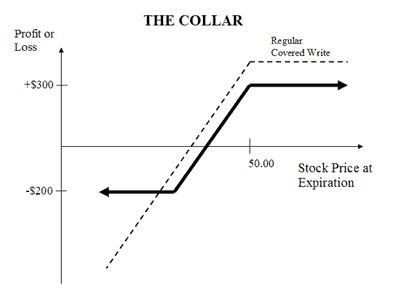 THE COLLAR
Profit or
Loss
Regular
Covered Write
+$300
50.00
Stock Price at
Expiration
-$200